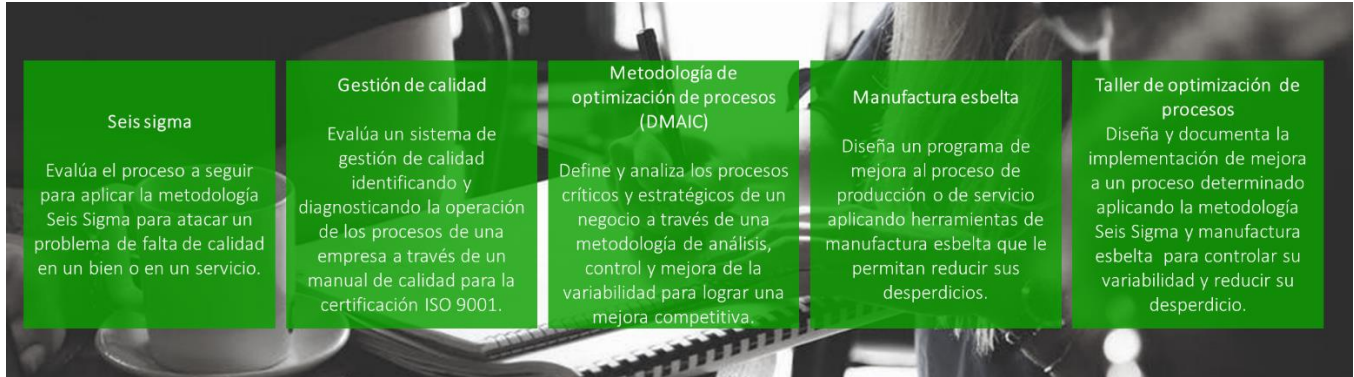 Seis sigma
Evalúa el proceso a seguir
para aplicar la metodología
Seis Sigma para atacar un
problema de falta de calidad
en un bien o en un servicio.
Gestión de calidad
Evalúa un sistema de
gestión de calidad
identificando y
diagnosticando la operación
de los procesos de una
empresa a través de un
manual de calidad para la
certificación ISO 9001.
Metodología de
optimización de procesos
(DMAIC)
Define y analiza los procesos
críticos y estratégicos de un
negocio a través de una
metodología de análisis,
control y mejora de la
variabilidad para lograr una
mejora competitiva.
Manufactura esbelta
Diseña un programa de
mejora al proceso de
producción o de servicio
aplicando herramientas de
manufactura esbelta que le
permitan reducir sus
desperdicios.
Taller de optimización de
procesos
Diseña y documenta la
implementación de mejora
a un proceso determinado
aplicando la metodología
Seis Sigma y manufactura
esbelta para controlar su
variabilidad y reducir su
desperdicio.